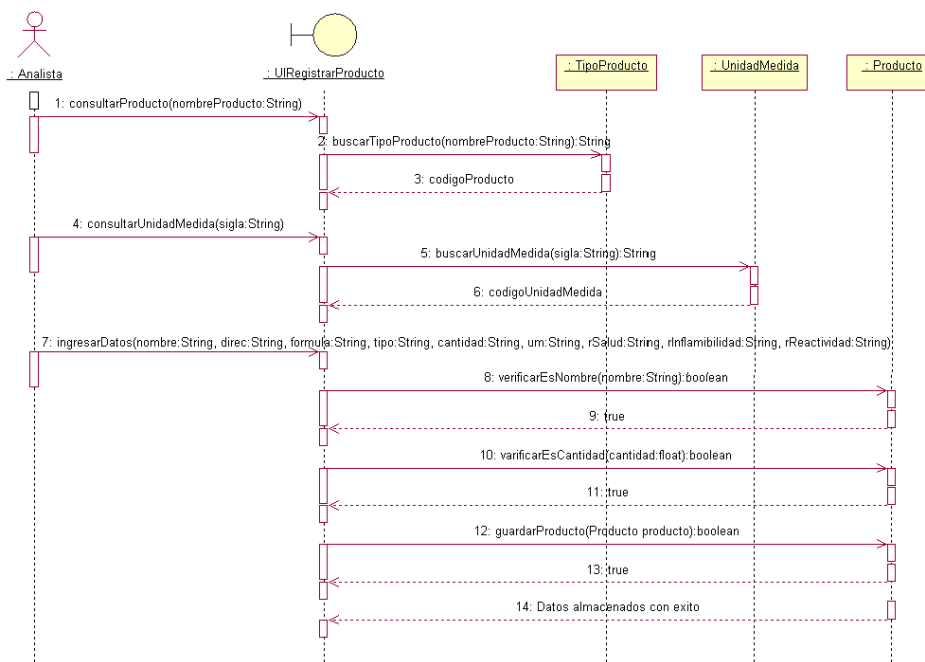 : Analista
: UIRegistrarProducto
: TipoProducto
: UnidadMedida
: Producto
1: consultarProducto(nombreProducto:String)
2: buscarTipoProducto(nombreProducto:String):String
3: codigoProducto
4: consultarUnidadMedida(sigla:String)
5: buscarUnidadMedida(sigla:String):String
6: codigoUnidadMedida
7: ingresarDatos(nombre:String, direc:String, formula:String, tipo:String, cantidad:String, um:String, rSalud:String, rInflamibilidad:String, rReactividad:String)
8: verificarEsNombre(nombre:String):boolean
9: true
10: varificarEsCantidad(cantidad:float):boolean
11: true
12: guardarProducto(Producto producto):boolean
13: true
14: Datos almacenados con exito